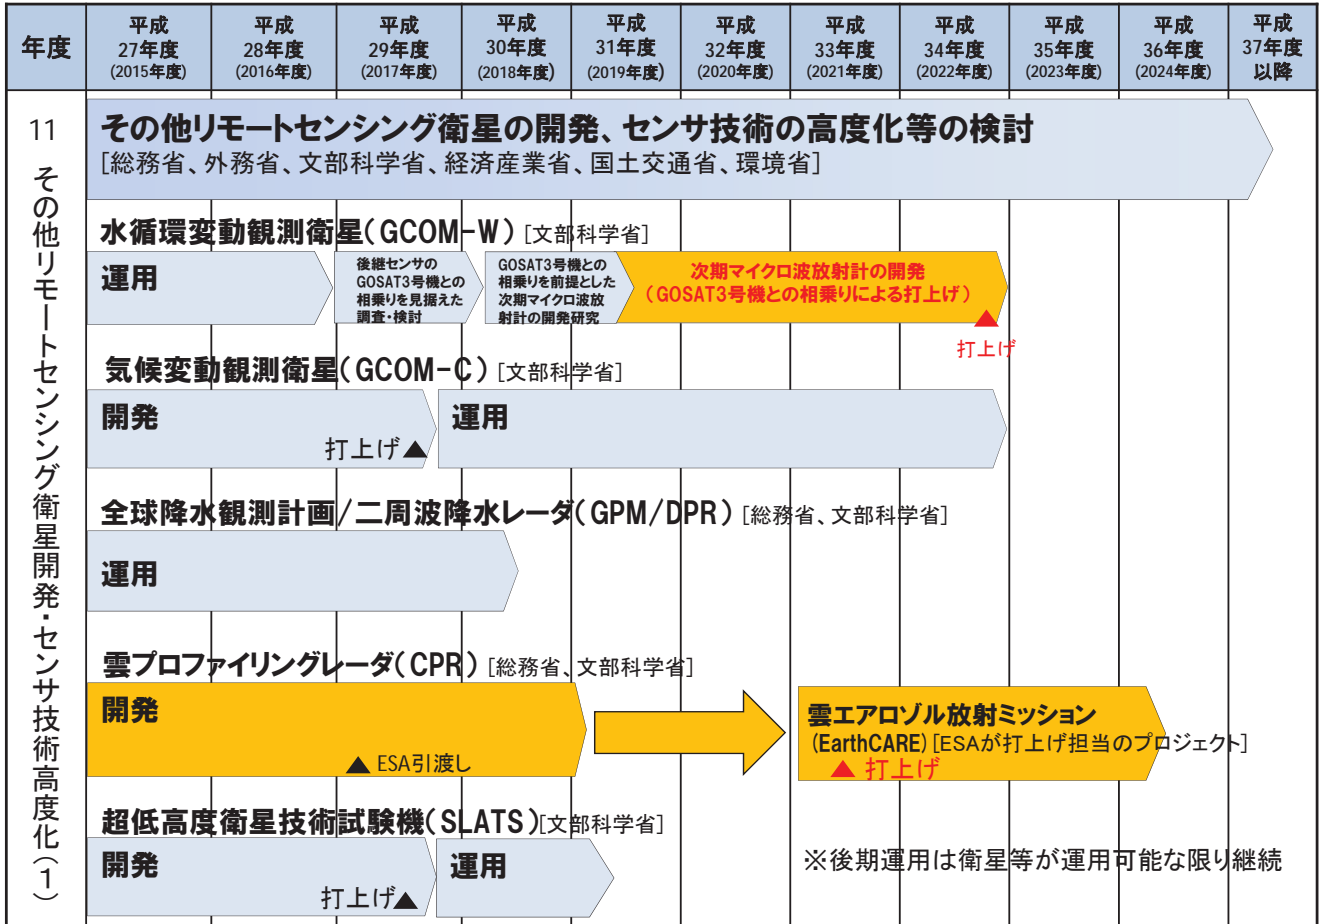 年度
平成
27年度
(2015年度)
平成
28年度
(2016年度)
平成
29年度
(2017年度)
平成
30年度
(2018年度)
平成
31年度
(2019年度)
平成
32年度
(2020年度)
平成
33年度
(2021年度)
平成
34年度
(2022年度)
平成
35年度
(2023年度)
平成
36年度
(2024年度)
平成
37年度
以降
11 その他リモートセンシング衛星開発・センサ技術高度化(1)
その他リモートセンシング衛星の開発、センサ技術の高度化等の検討
[総務省、外務省、文部科学省、経済産業省、国土交通省、環境省]
水循環変動観測衛星(GCOM-W) [文部科学省]
運用
後継センサの
GOSAT3号機との
相乗りを見据えた
調査・検討
GOSAT3号機との
相乗りを前提とした
次期マイクロ波放
射計の開発研究
次期マイクロ波放射計の開発
(GOSAT3号機との相乗りによる打上げ)
▲
打上げ
気候変動観測衛星(GCOM-C) [文部科学省]
開発
打上げ▲
運用
全球降水観測計画/二周波降水レーダ(GPM/DPR) [総務省、文部科学省]
運用
雲プロファイリングレーダ(CPR) [総務省、文部科学省]
開発
▲ ESA引渡し
雲エアロゾル放射ミッション
(EarthCARE) [ESAが打上げ担当のプロジェクト]
▲ 打上げ
超低高度衛星技術試験機(SLATS)[文部科学省]
開発
打上げ▲
運用
※後期運用は衛星等が運用可能な限り継続